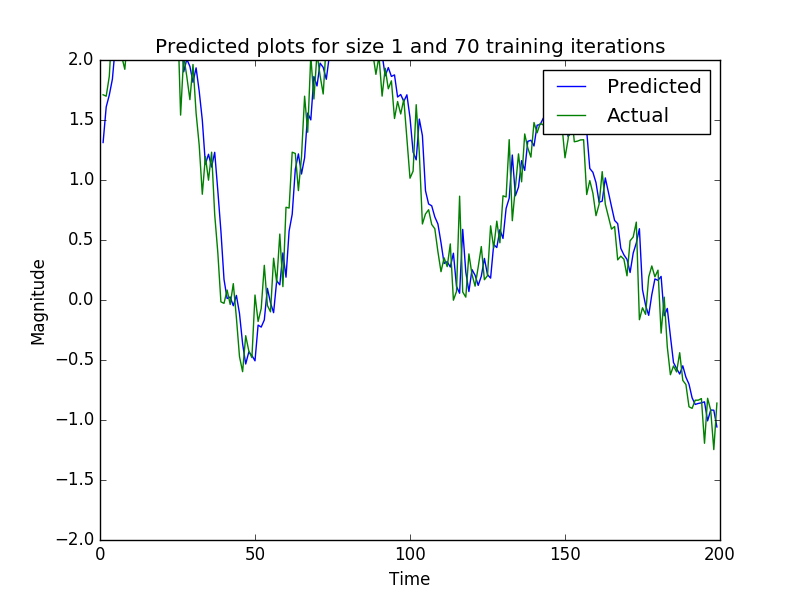 Predicted plots for size 1 and 70 training iterations
Predicted
Actual
2.0
1.5
1.0
0.5
0.0
−0.5
−1.0
−1.5
−2.0
Magnitude
0 50 100 150 200
Time